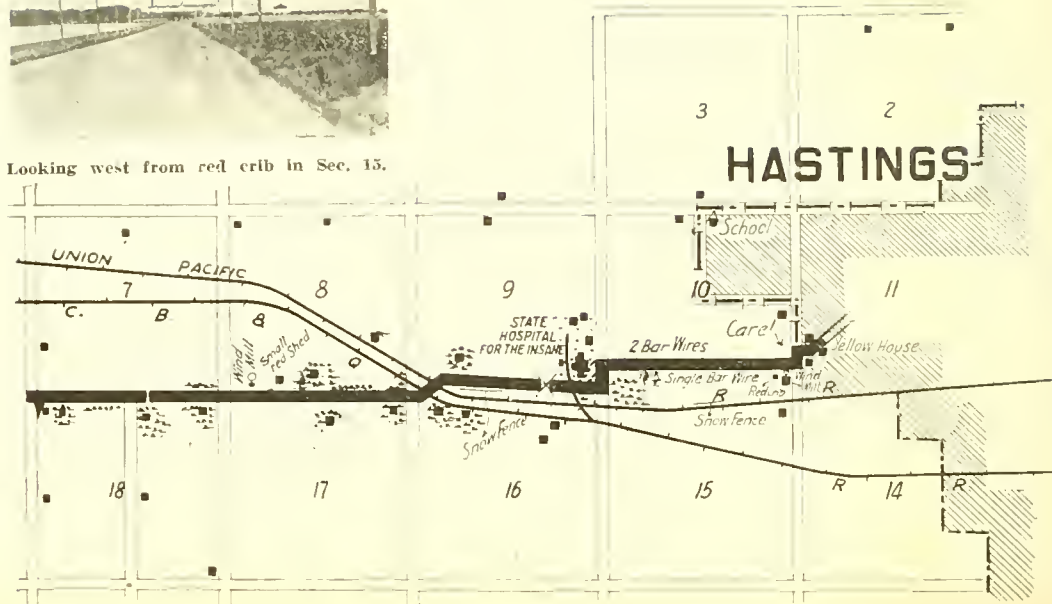 Looking west from red crib in Sec. 15.
3
2
HASTINGS
School
UNION PACIFIC
7
8
9
10
11
C. B. & Q.
Wind Mill
Small red Shed
STATE
HOSPITAL
FOR THE INSANE
2 Bar Wires
Care!
Yellow House
Single Bar Wire
Red Crib
Wind Mill
R R
Snow Fence
Snow Fence
18
17
16
15
14
R R